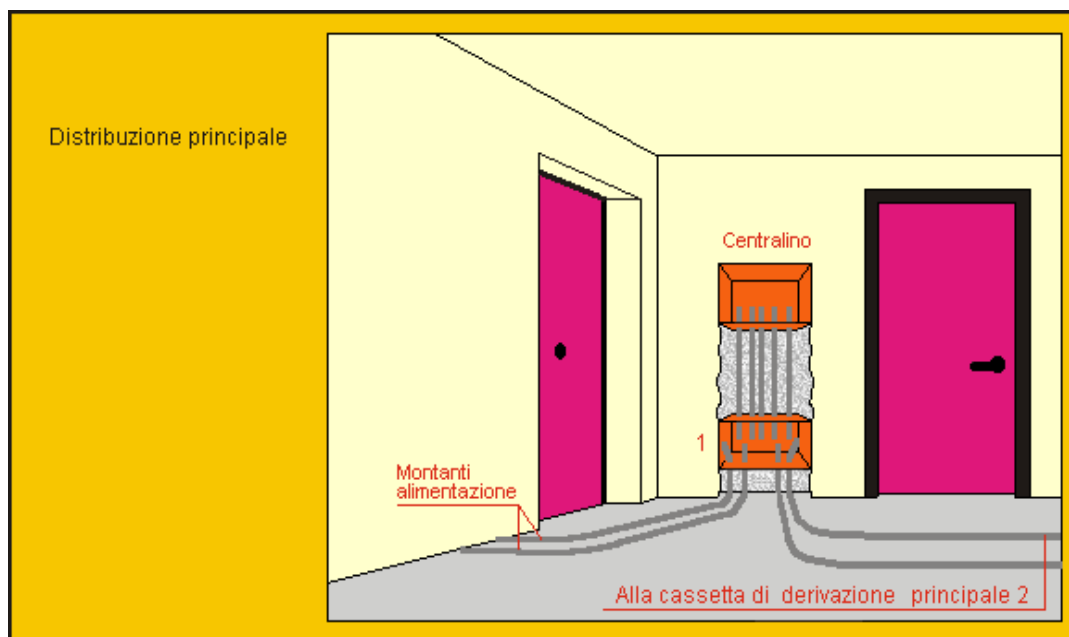 Distribuzione principale
Centralino
1
Montanti
alimentazione
Alla cassetta di derivazione principale 2